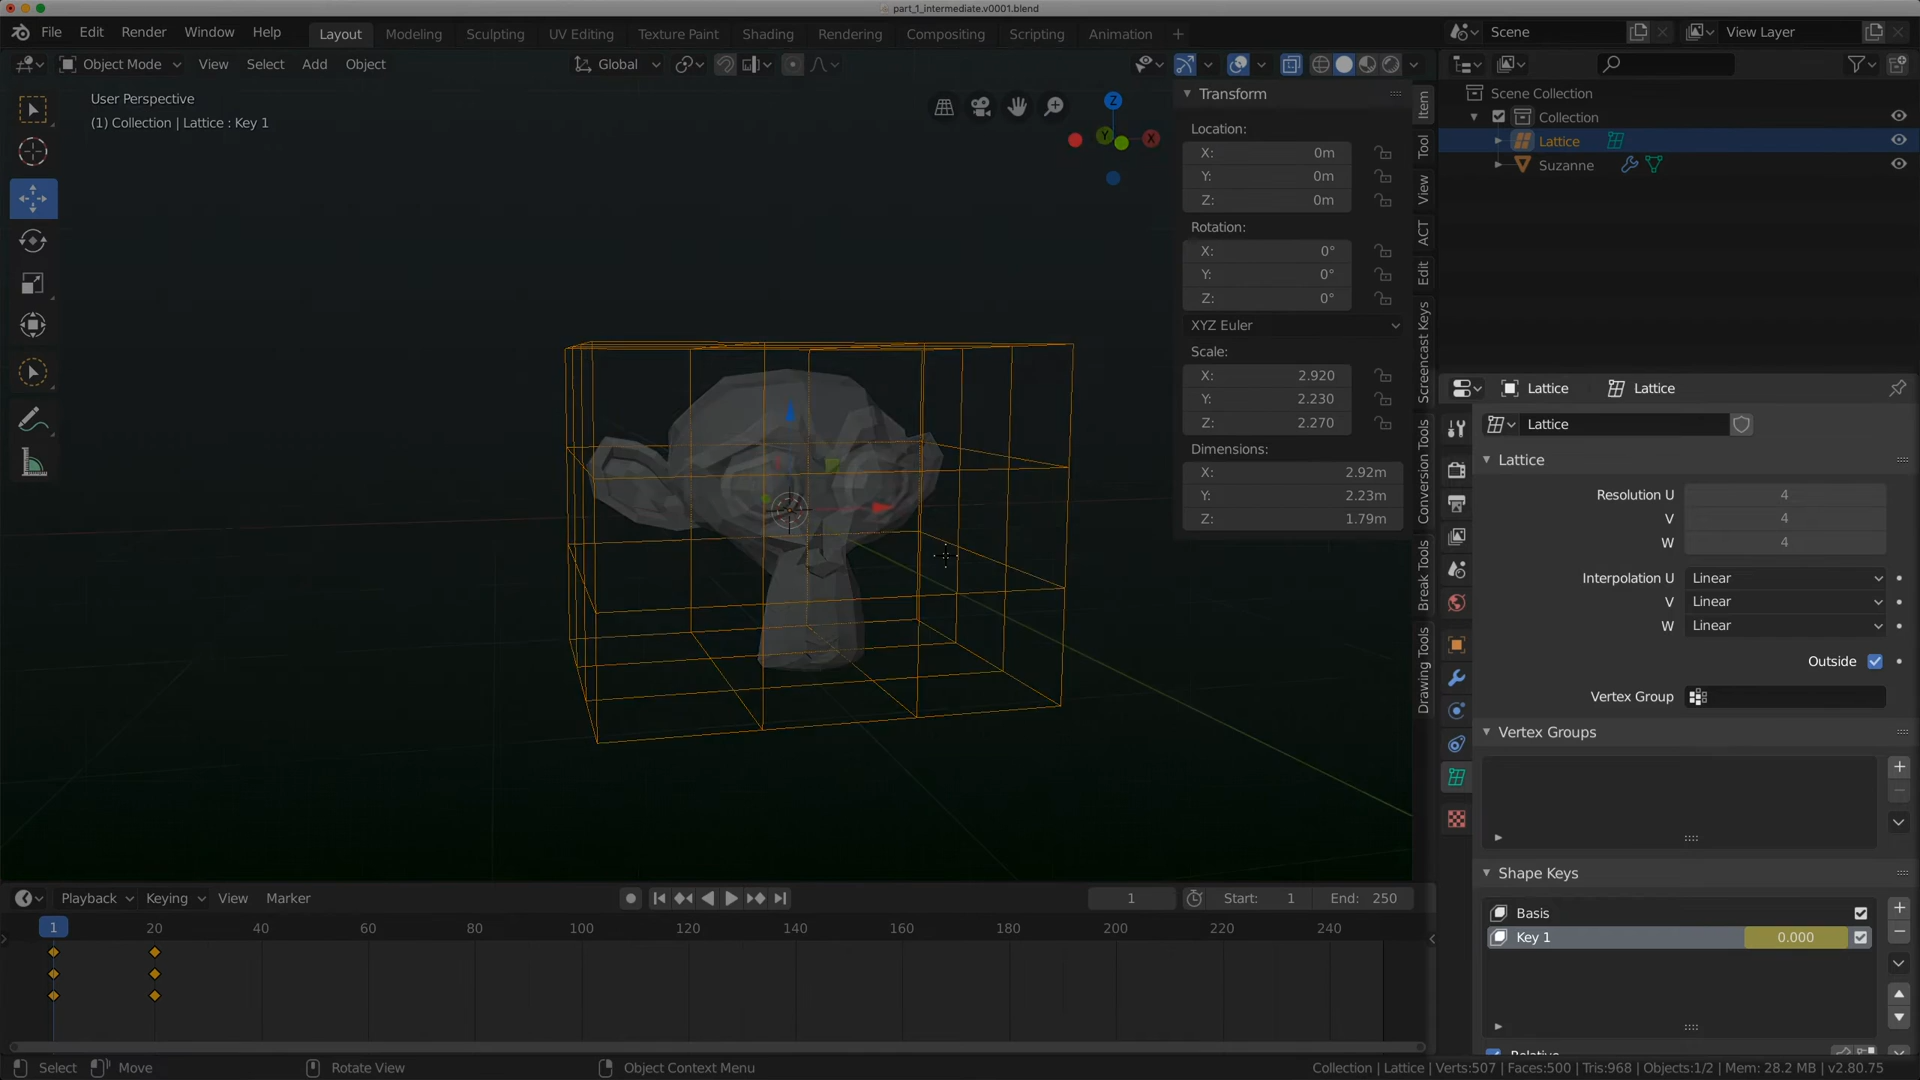 part_1_intermediate.v0001.blend
File Edit Render Window Help Layout Modeling Sculpting UV Editing Texture Paint Shading Rendering Compositing Scripting Animation + Scene View Layer
Object Mode View Select Add Object Global
User Perspective
(1) Collection | Lattice : Key 1
Z
Y
X
Transform
Location:
X: 0m
Y: 0m
Z: 0m
Rotation:
X: 0°
Y: 0°
Z: 0°
XYZ Euler
Scale:
X: 2.920
Y: 2.230
Z: 2.270
Dimensions:
X: 2.92m
Y: 2.23m
Z: 1.79m
Item
Tool
View
ACT
Edit
Screencast Keys
Conversion Tools
Break Tools
Drawing Tools
Scene Collection
Collection
Lattice
Suzanne
Lattice Lattice
Lattice
Lattice
Resolution U 4
V 4
W 4
Interpolation U Linear
V Linear
W Linear
Outside
Vertex Group
Vertex Groups
Shape Keys
Basis
Key 1 0.000
Relative
Playback Keying View Marker 1 Start: 1 End: 250
1 20 40 60 80 100 120 140 160 180 200 220 240
Select Move Rotate View Object Context Menu Collection | Lattice | Verts:507 | Faces:500 | Tris:968 | Objects:1/2 | Mem: 28.2 MB | v2.80.75